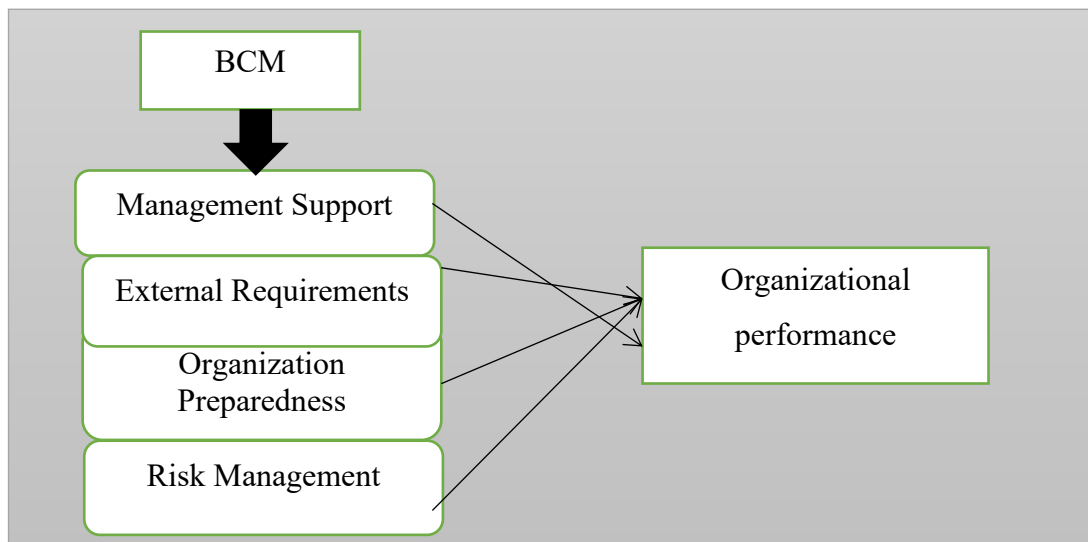 BCM
Management Support
External Requirements
Organization
Preparedness
Risk Management
Organizational
performance